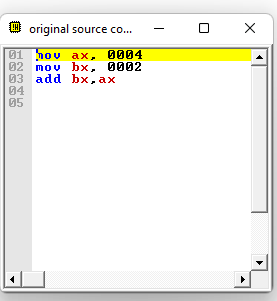 original source co...
01 mov ax, 0004
02 mov bx, 0002
03 add bx,ax
04
05